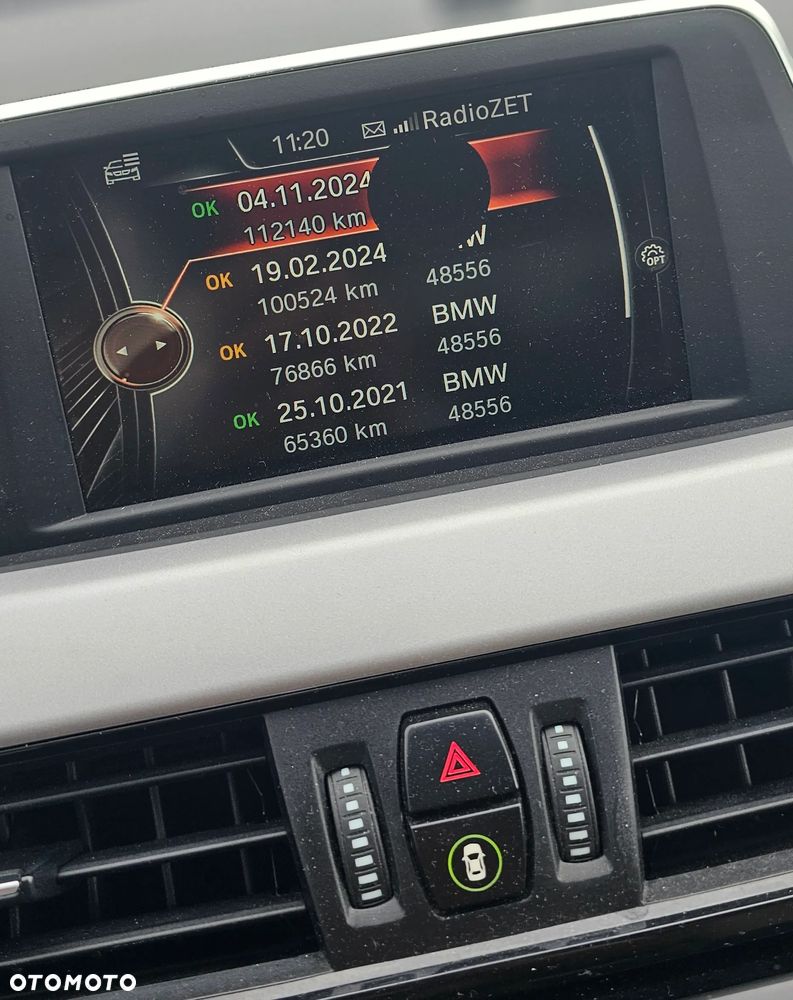 11:20 RadioZET
OK 04.11.2024
112140 km
OK 19.02.2024
100524 km 48556
OK 17.10.2022 BMW
76866 km 48556
OK 25.10.2021 BMW
65360 km 48556
OPT
OTOMOTO